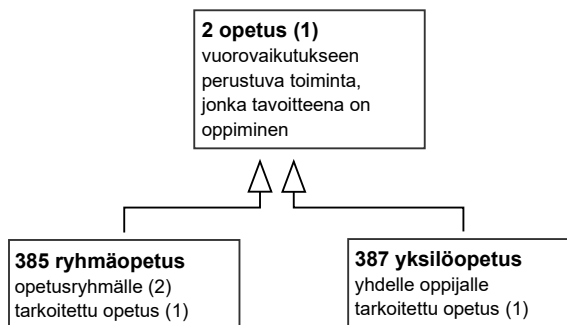 2 opetus (1)
vuorovaikutukseen
perustuva toiminta,
jonka tavoitteena on
oppiminen
385 ryhmäopetus
opetusryhmälle (2)
tarkoitettu opetus (1)
387 yksilöopetus
yhdelle oppijalle
tarkoitettu opetus (1)